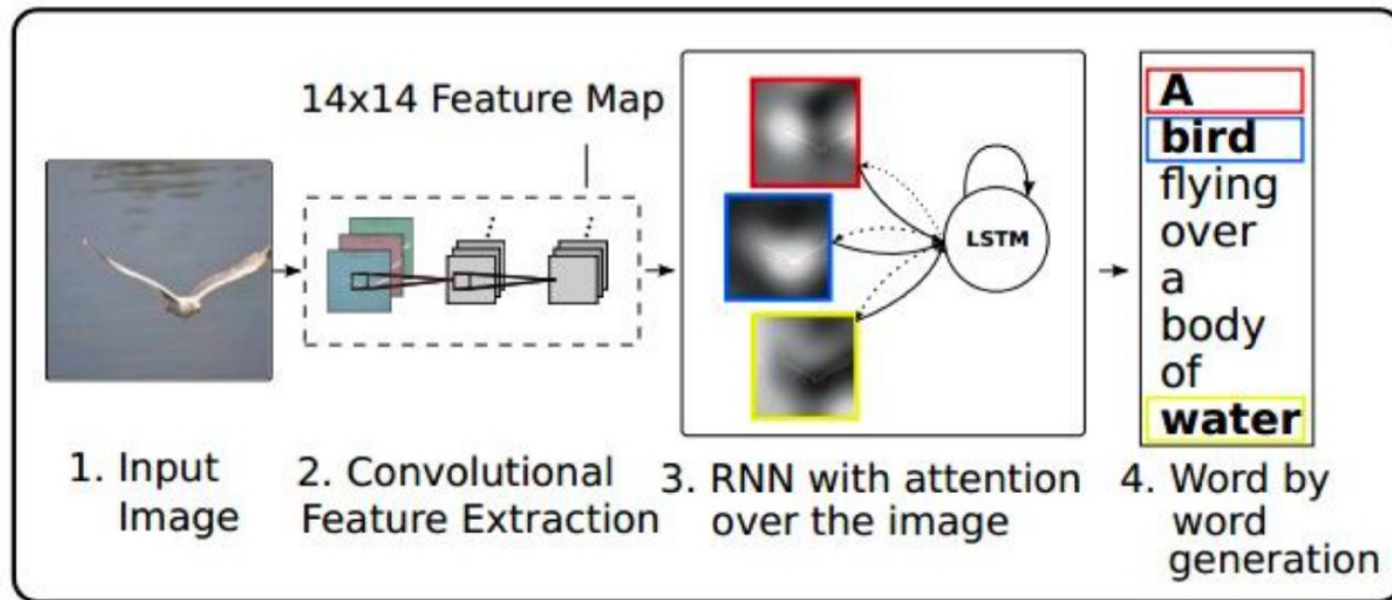 14x14 Feature Map
LSTM
A
bird
flying
over
a
body
of
water
1. Input
Image
2. Convolutional
Feature Extraction
3. RNN with attention
over the image
4. Word by
word
generation